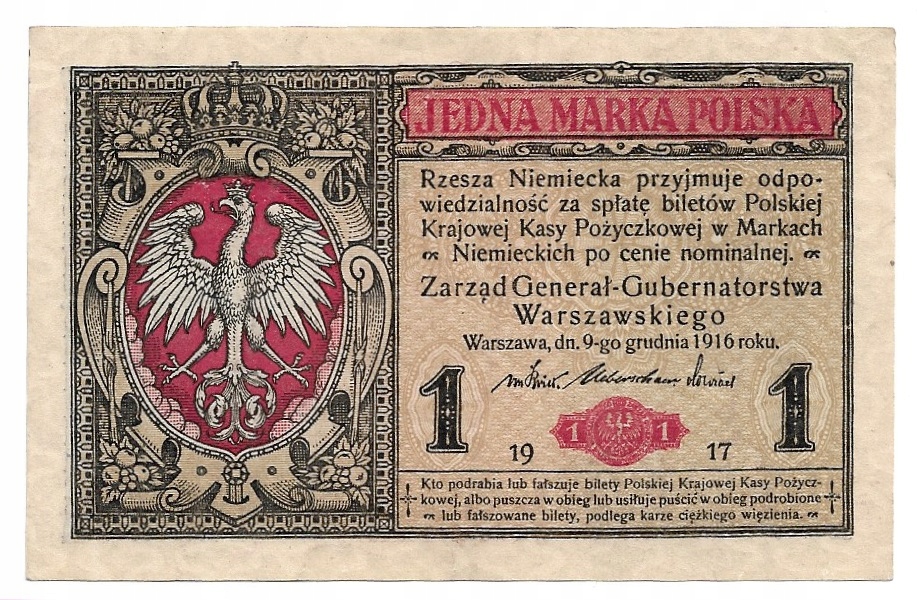 JEDNA MARKA POLSKA
Rzesza Niemiecka przyjmuje odpo-
wiedzialność za spłatę biletów Polskiej
Krajowej Kasy Pożyczkowej w Markach
Niemieckich po cenie nominalnej.
Zarząd Generał-Gubernatorstwa
Warszawskiego
Warszawa, dn. 9-go grudnia 1916 roku.
1 1
1 1
19 17
Kto podrabia lub fałszuje bilety Polskiej Krajowej Kasy Pożycz-
kowej, albo puszcza w obieg lub usiłuje puścić w obieg podrobione
lub fałszowane bilety, podlega karze ciężkiego więzienia.